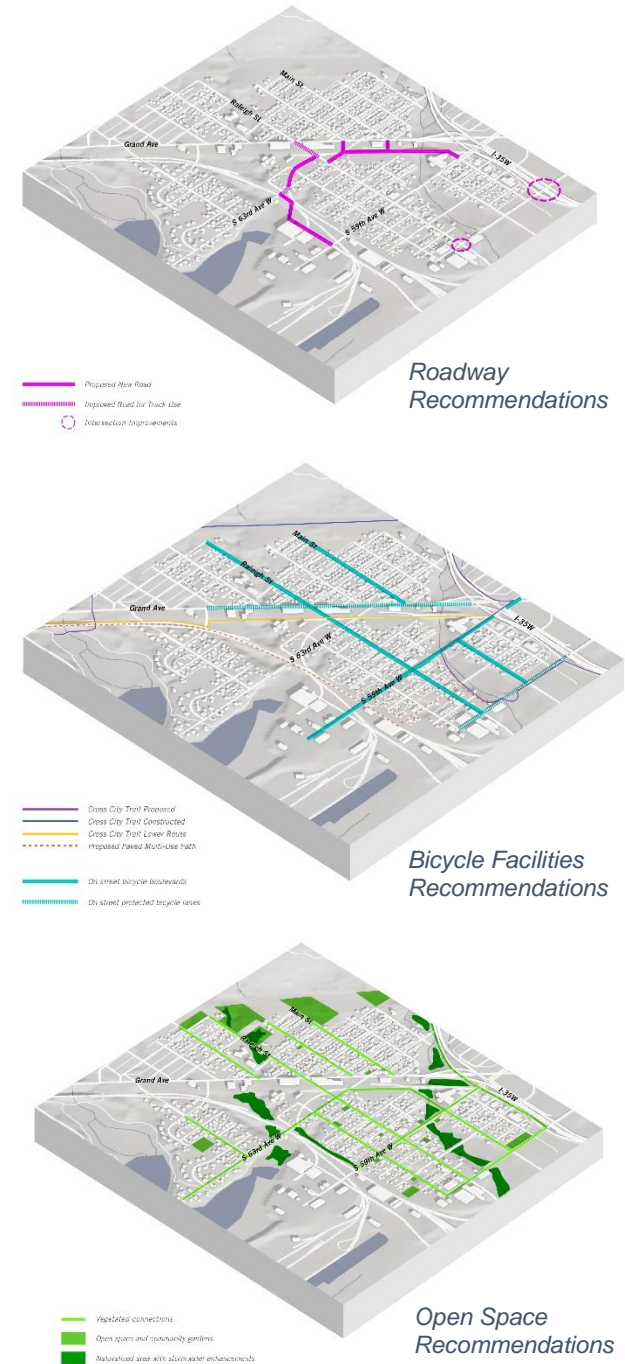 Main St.
Raleigh St.
Grand Ave
I-35W
S 63rd Ave W
S 59th Ave W
Proposed New Road
Improved Road for Truck Use
Intersection Improvements
Roadway
Recommendations
Main St.
Raleigh St.
Grand Ave
I-35W
S 63rd Ave W
S 59th Ave W
Cross City Trail Proposed
Cross City Trail Constructed
Cross City Trail Lower Route
Proposed Paved Multi-Use Path
On street bicycle boulevards
On street protected bicycle lanes
Bicycle Facilities
Recommendations
Main St.
Raleigh St.
Grand Ave
I-35W
S 63rd Ave W
S 59th Ave W
Vegetated connections
Open space and community gardens
Naturalized area with stormwater enhancements
Open Space
Recommendations